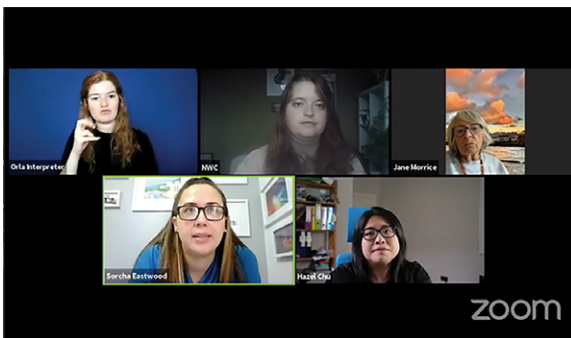 Orla Interpreter
NWC
Jane Morrice
Sorcha Eastwood
Hazel Chu
zoom